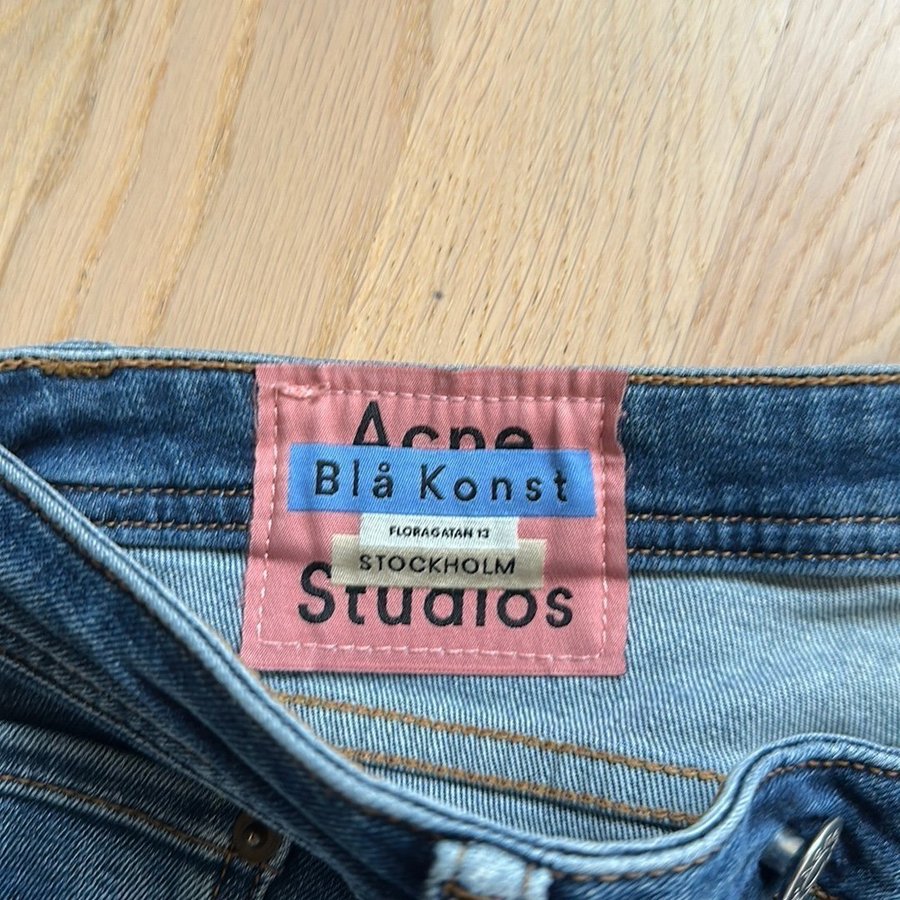 Acne
Blå Konst
FLORAGATAN 13
STOCKHOLM
Studios